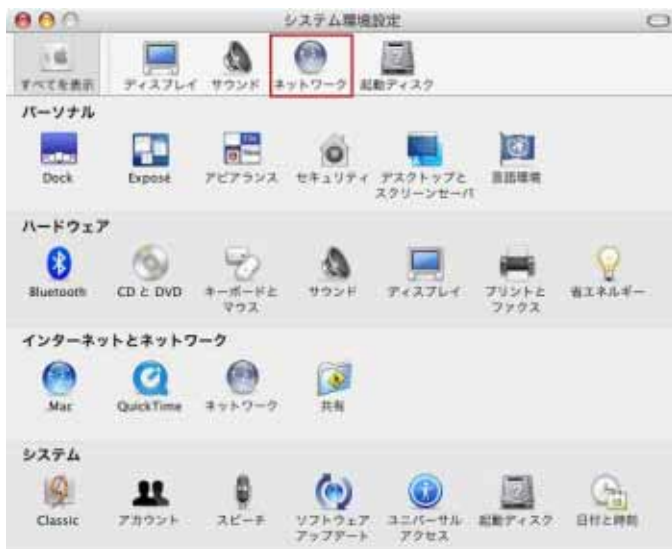 システム環境設定
すべてを表示 ディスプレイ サウンド ネットワーク 起動ディスク
パーソナル
Dock Exposé アピアランス セキュリティ デスクトップと
スクリーンセーバ 言語環境
ハードウェア
Bluetooth CD と DVD キーボードと
マウス サウンド ディスプレイ プリントと
ファクス 省エネルギー
インターネットとネットワーク
.Mac QuickTime ネットワーク 共有
システム
Classic アカウント スピーチ ソフトウェア
アップデート ユニバーサル
アクセス 起動ディスク 日付と時刻